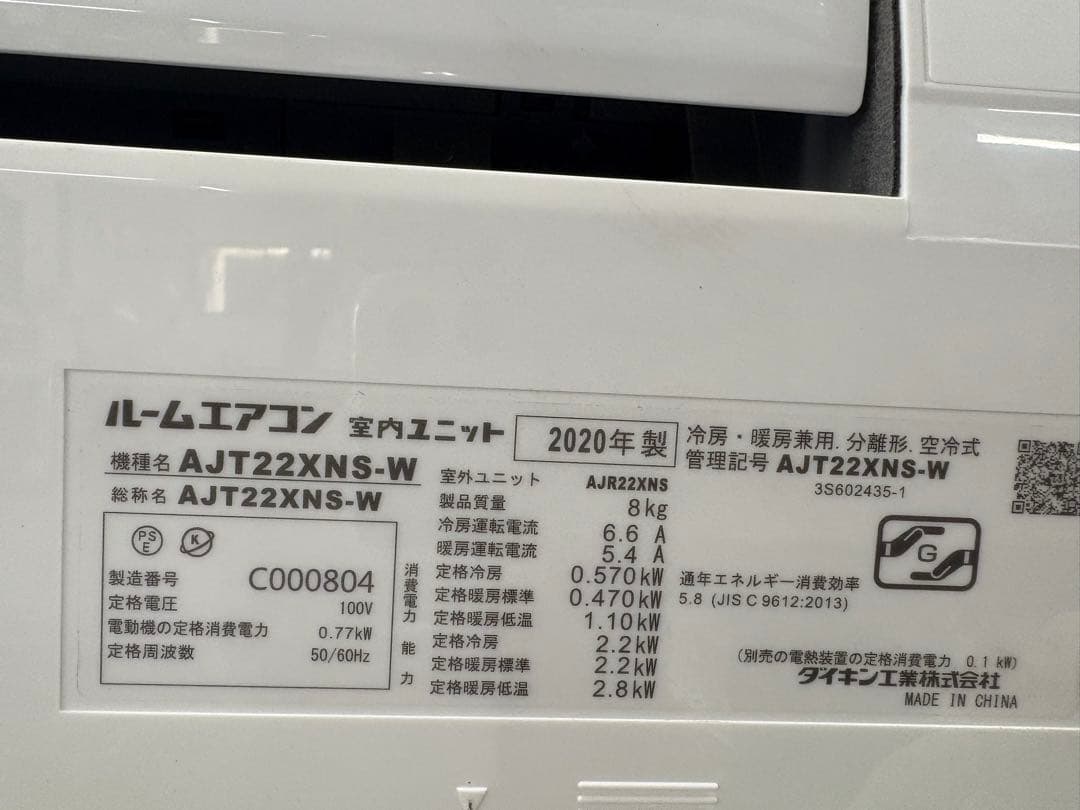 ルームエアコン 室内ユニット 2020年 製
機種名 AJT22XNS-W
総称名 AJT22XNS-W
PS E
K
製造番号 C000804
定格電圧 100V
電動機の定格消費電力 0.77kW
定格周波数 50/60Hz
室外ユニット AJR22XNS
製品質量 8kg
冷房運転電流 6.6 A
暖房運転電流 5.4 A
消費電力
定格冷房 0.570kW
定格暖房標準 0.470kW
定格暖房低温 1.10kW
能力
定格冷房 2.2kW
定格暖房標準 2.2kW
定格暖房低温 2.8kW
冷房・暖房兼用.分離形.空冷式
管理記号 AJT22XNS-W
3S602435-1
G
通年エネルギー消費効率
5.8 (JIS C 9612:2013)
(別売の電熱装置の定格消費電力 0.1 kW)
ダイキン工業株式会社
MADE IN CHINA